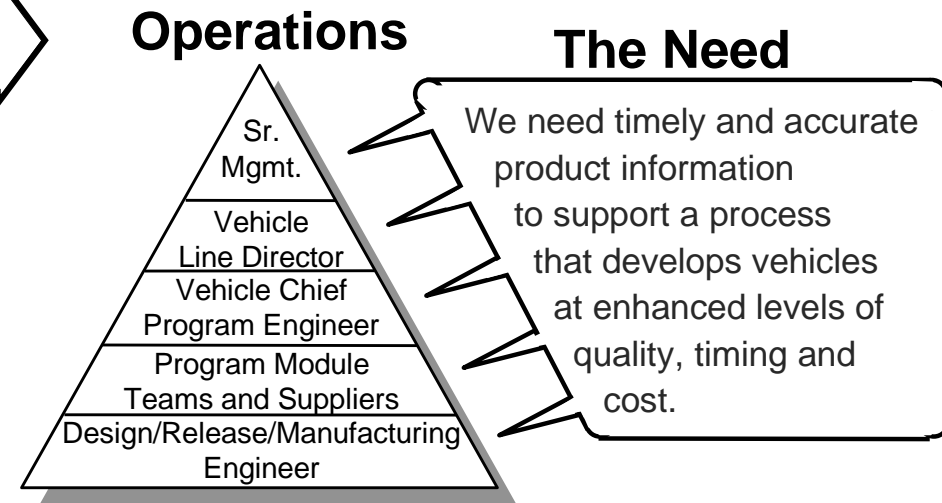 Operations
Sr.
Mgmt.
Vehicle
Line Director
Vehicle Chief
Program Engineer
Program Module
Teams and Suppliers
Design/Release/Manufacturing
Engineer
The Need
We need timely and accurate
product information
to support a process
that develops vehicles
at enhanced levels of
quality, timing and
cost.